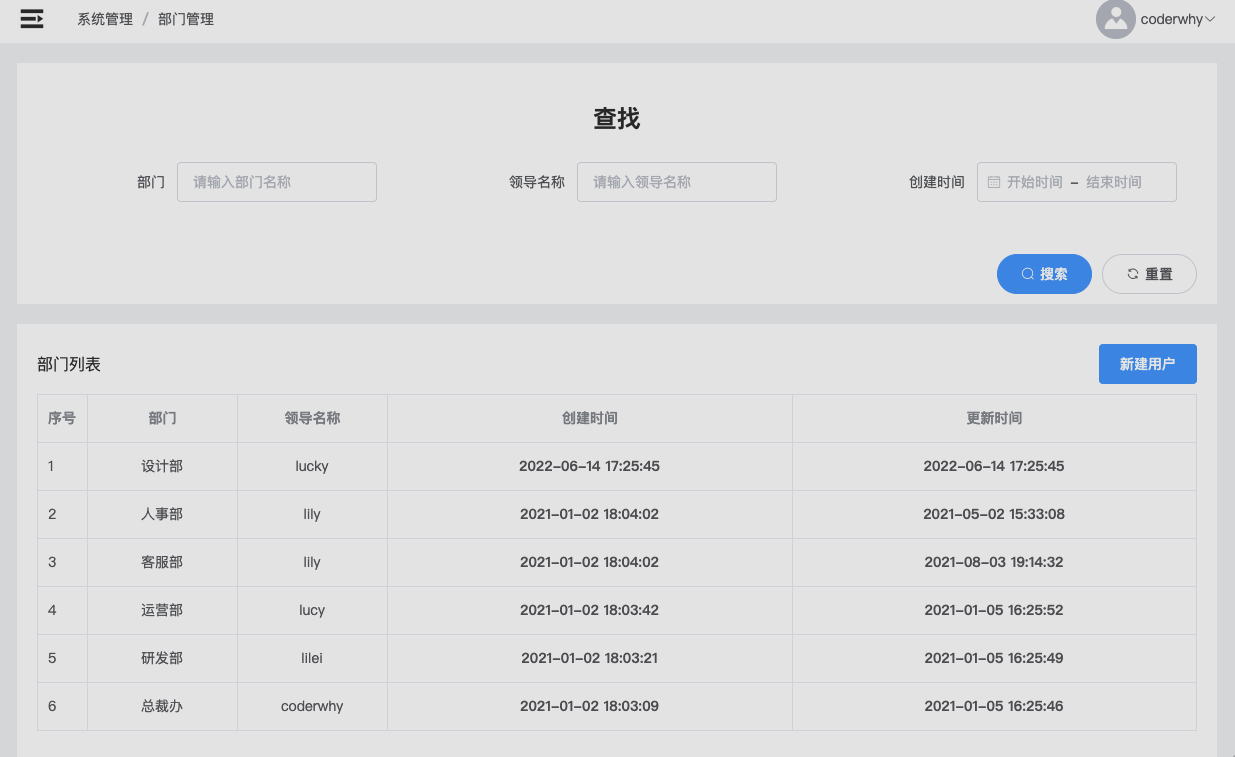 系统管理 / 部门管理 coderwhy
查找
部门 请输入部门名称 领导名称 请输入领导名称 创建时间 开始时间 - 结束时间
搜索 重置
部门列表 新建用户
序号 部门 领导名称 创建时间 更新时间
1 设计部 lucky 2022-06-14 17:25:45 2022-06-14 17:25:45
2 人事部 lily 2021-01-02 18:04:02 2021-05-02 15:33:08
3 客服部 lily 2021-01-02 18:04:02 2021-08-03 19:14:32
4 运营部 lucy 2021-01-02 18:03:42 2021-01-05 16:25:52
5 研发部 lilei 2021-01-02 18:03:21 2021-01-05 16:25:49
6 总裁办 coderwhy 2021-01-02 18:03:09 2021-01-05 16:25:46